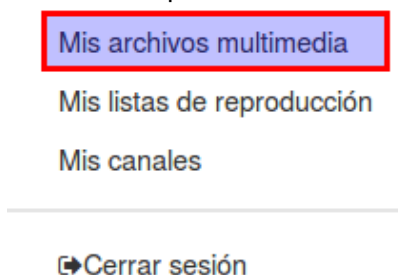 Mis archivos multimedia
Mis listas de reproducción
Mis canales
Cerrar sesión